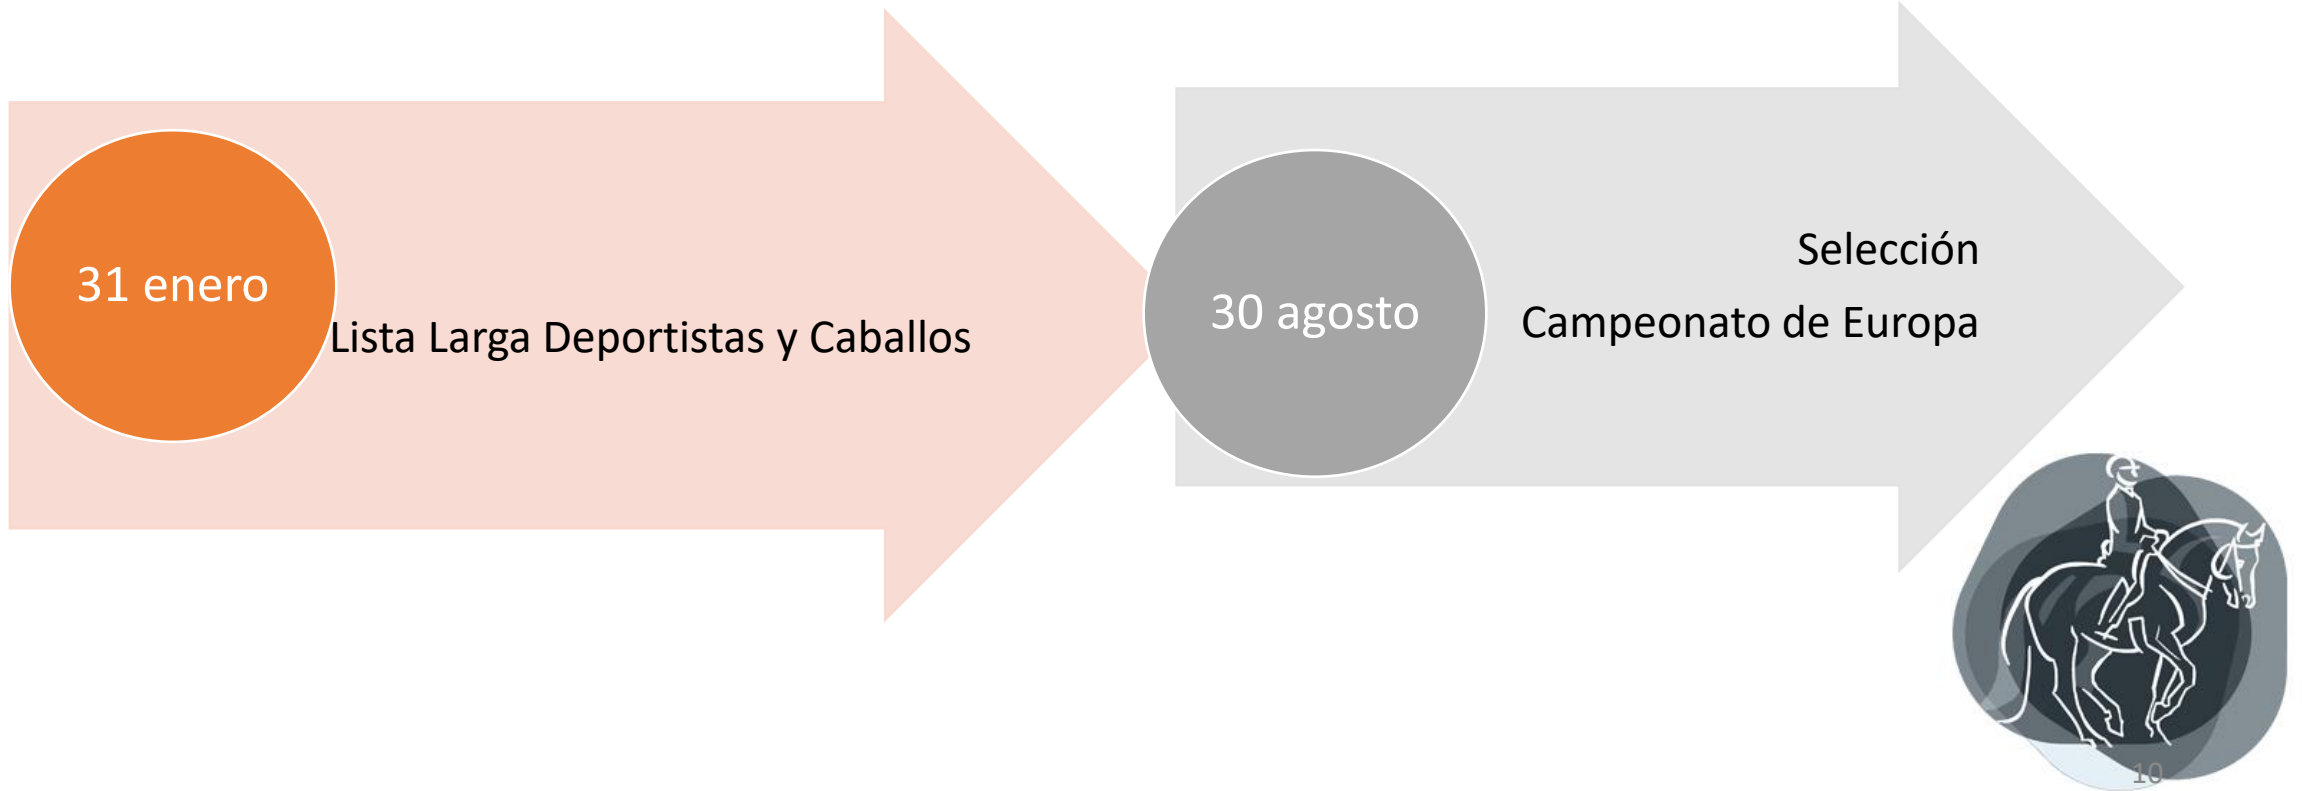 31 enero
Lista Larga Deportistas y Caballos
30 agosto
Selección
Campeonato de Europa
10